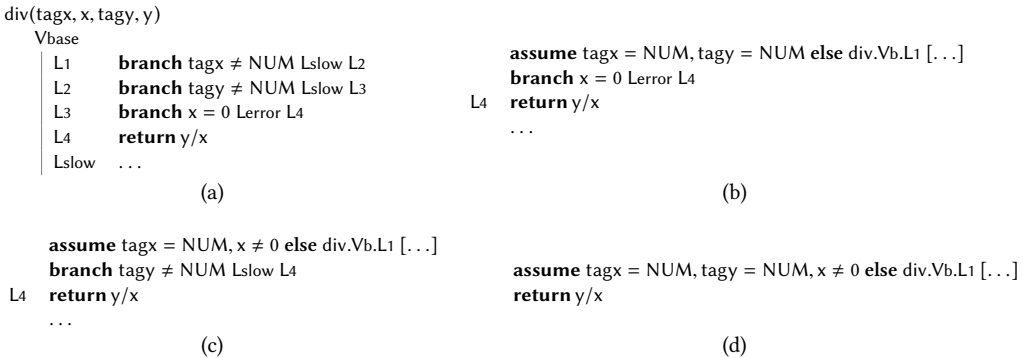 div(tagx, x, tagy, y)
Vbase
L1 branch tagx ≠ NUM Lslow L2
L2 branch tagy ≠ NUM Lslow L3
L3 branch x = 0 Lerror L4
L4 return y/x
Lslow . . .
(a)
assume tagx = NUM, tagy = NUM else div.Vb.L1 [. . .]
branch x = 0 Lerror L4
L4 return y/x
. . .
(b)
assume tagx = NUM, x ≠ 0 else div.Vb.L1 [. . .]
branch tagy ≠ NUM Lslow L4
L4 return y/x
. . .
(c)
assume tagx = NUM, tagy = NUM, x ≠ 0 else div.Vb.L1 [. . .]
return y/x
(d)